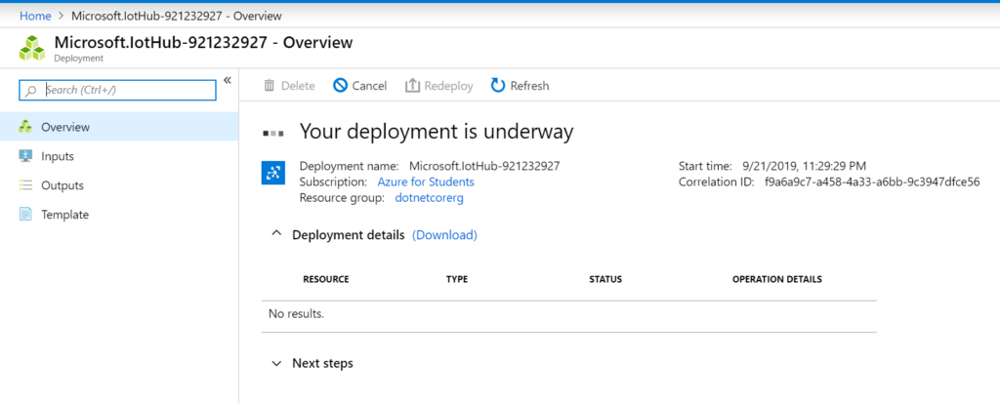 Home > Microsoft.IotHub-921232927 - Overview
Microsoft.IotHub-921232927 - Overview
Deployment
Search (Ctrl+/)
«
Delete Cancel Redeploy Refresh
Overview
Inputs
Outputs
Template
Your deployment is underway
Deployment name: Microsoft.IotHub-921232927
Subscription: Azure for Students
Resource group: dotnetcorerg
Start time: 9/21/2019, 11:29:29 PM
Correlation ID: f9a6a9c7-a458-4a33-a6bb-9c3947dfce56
Deployment details (Download)
RESOURCE TYPE STATUS OPERATION DETAILS
No results.
Next steps